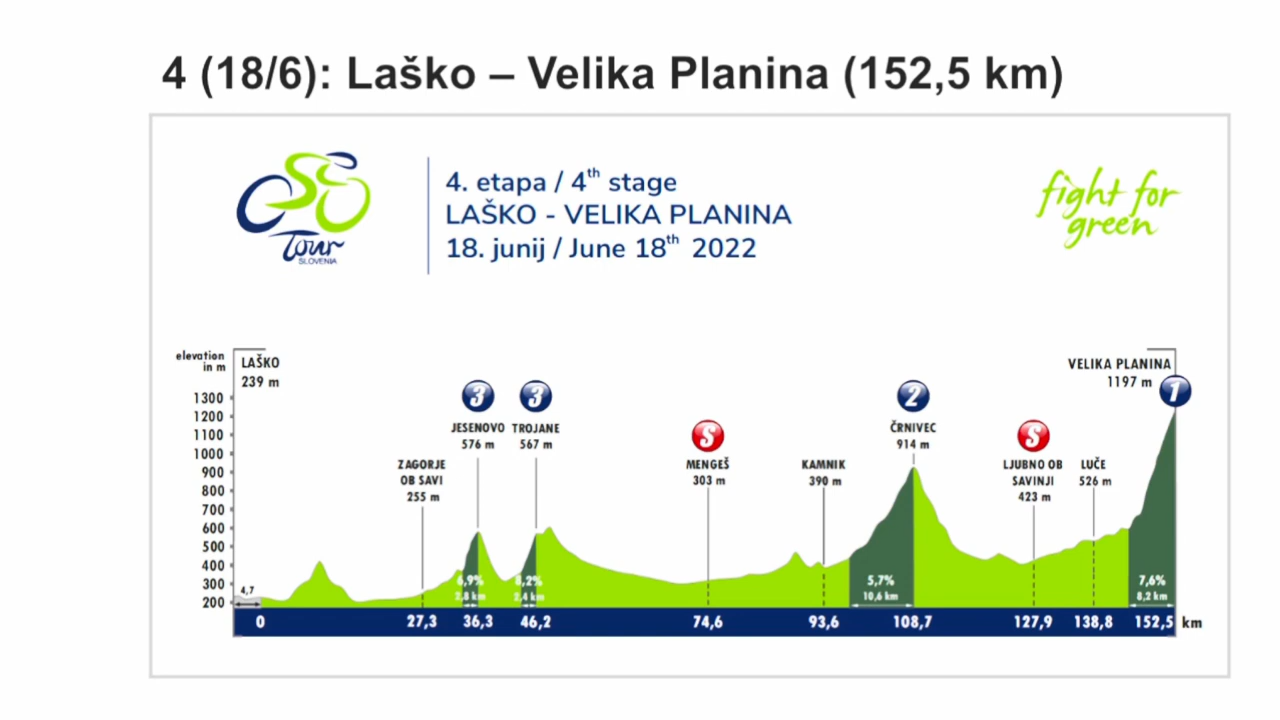 4 (18/6): Laško – Velika Planina (152,5 km)
Tour
SLOVENIA
4. etapa / 4th stage
LAŠKO - VELIKA PLANINA
18. junij / June 18th 2022
fight for
green
elevation
in m
LAŠKO
239 m
VELIKA PLANINA
1197 m
1
3
3
2
JESENOVO
576 m
TROJANE
567 m
S
S
ČRNIVEC
914 m
ZAGORJE
OB SAVI
255 m
MENGEŠ
303 m
KAMNIK
390 m
LJUBNO OB
SAVINJI
423 m
LUČE
526 m
1300
1200
1100
1000
900
800
700
600
500
400
300
200
4,7
6,9%
2,8 km
8,2%
2,4 km
5,7%
10,6 km
7,6%
8,2 km
0
27,3
36,3
46,2
74,6
93,6
108,7
127,9
138,8
152,5
km